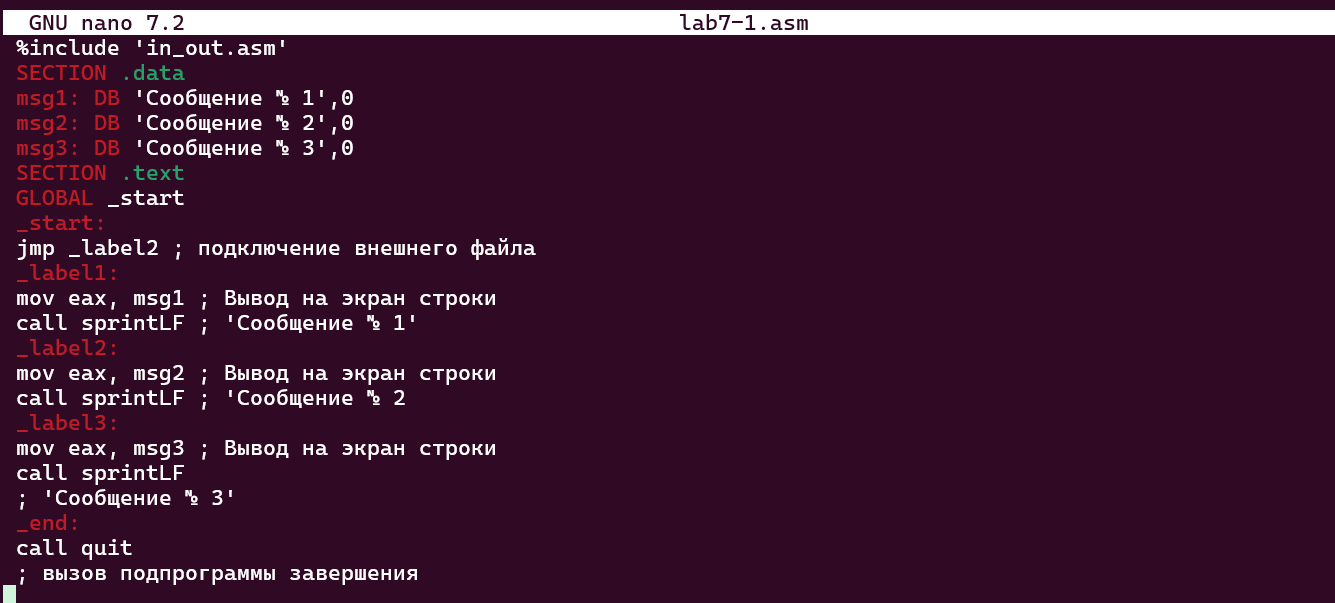 GNU nano 7.2 lab7-1.asm
%include 'in_out.asm'
SECTION .data
msg1: DB 'Сообщение № 1',0
msg2: DB 'Сообщение № 2',0
msg3: DB 'Сообщение № 3',0
SECTION .text
GLOBAL _start
_start:
jmp _label2 ; подключение внешнего файла
_label1:
mov eax, msg1 ; Вывод на экран строки
call sprintLF ; 'Сообщение № 1'
_label2:
mov eax, msg2 ; Вывод на экран строки
call sprintLF ; 'Сообщение № 2
_label3:
mov eax, msg3 ; Вывод на экран строки
call sprintLF
; 'Сообщение № 3'
_end:
call quit
; вызов подпрограммы завершения